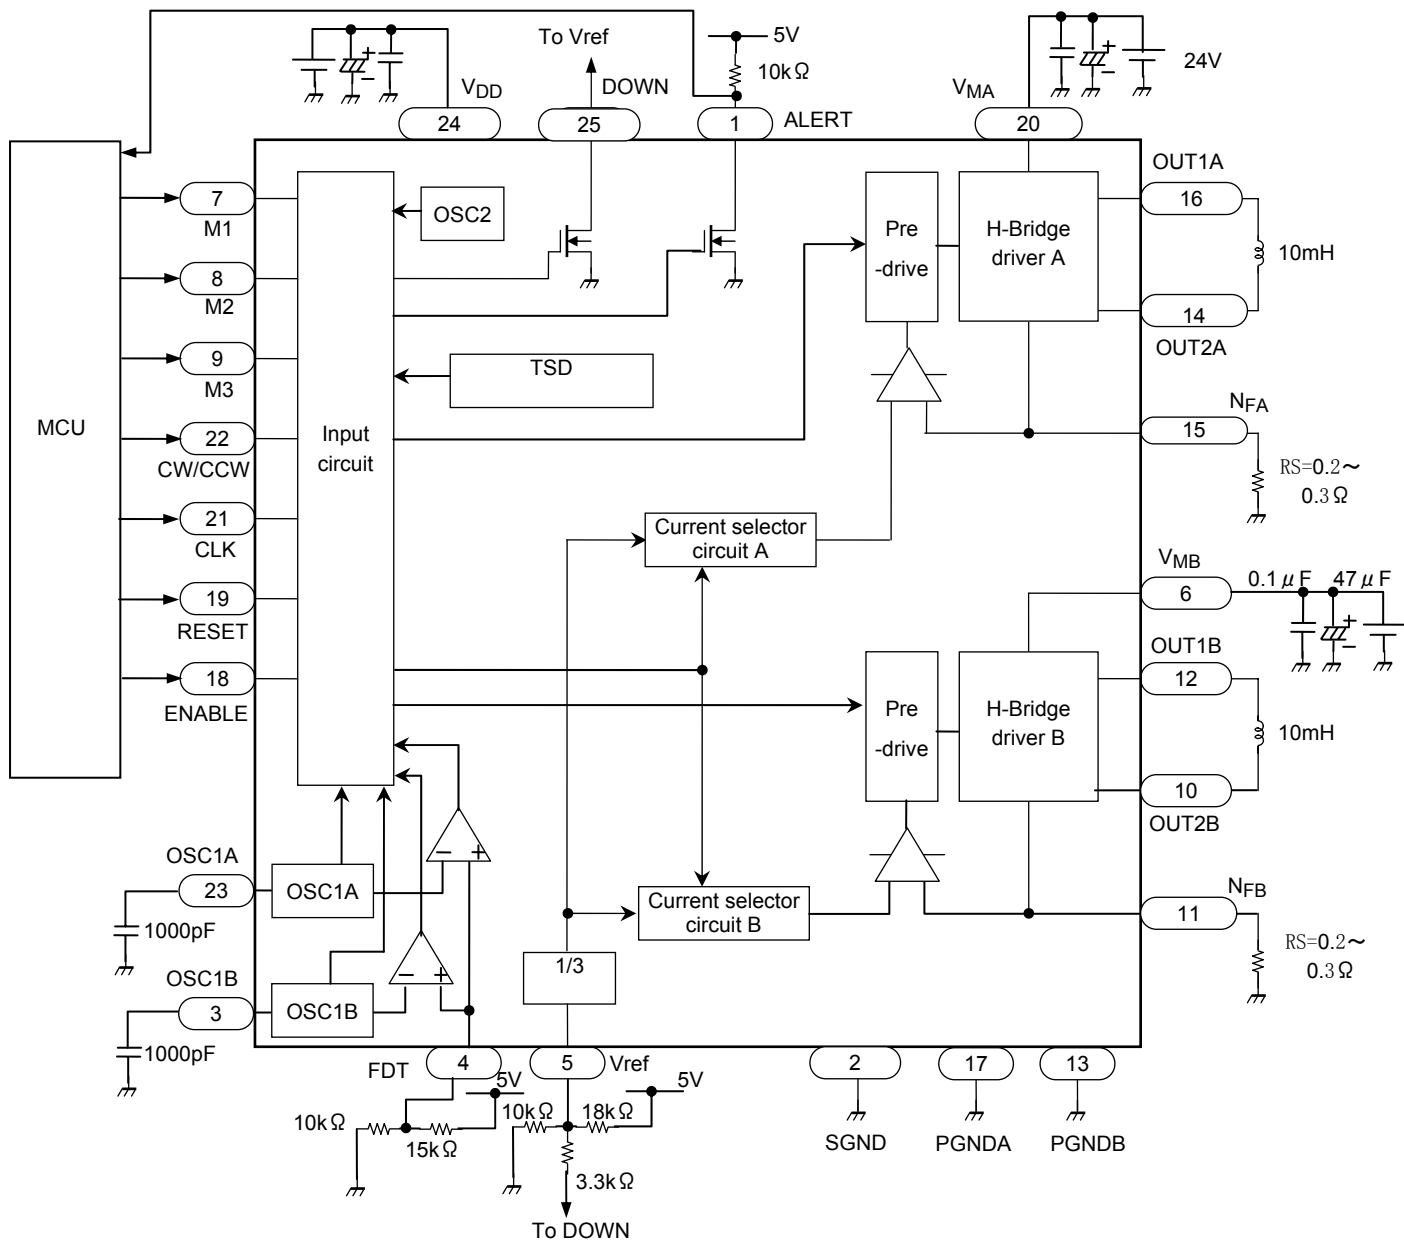 To Vref
5V
10kΩ
VDD
DOWN
VMA
24V
24
25
1
ALERT
20
OUT1A
7
M1
OSC2
16
Pre
-drive
H-Bridge
driver A
10mH
8
M2
14
OUT2A
9
M3
TSD
NFA
MCU
22
CW/CCW
Input
circuit
15
RS=0.2～
0.3Ω
21
CLK
Current selector
circuit A
VMB
19
RESET
6
0.1μF
47μF
OUT1B
18
ENABLE
12
Pre
-drive
H-Bridge
driver B
10mH
10
OUT2B
－ +
OSC1A
23
OSC1A
Current selector
circuit B
NFB
11
1000pF
－ +
1/3
RS=0.2～
0.3Ω
OSC1B
3
OSC1B
1000pF
FDT
4
5
Vref
2
17
13
5V
5V
10kΩ
15kΩ
10kΩ
18kΩ
SGND
PGNDA
PGNDB
3.3kΩ
To DOWN